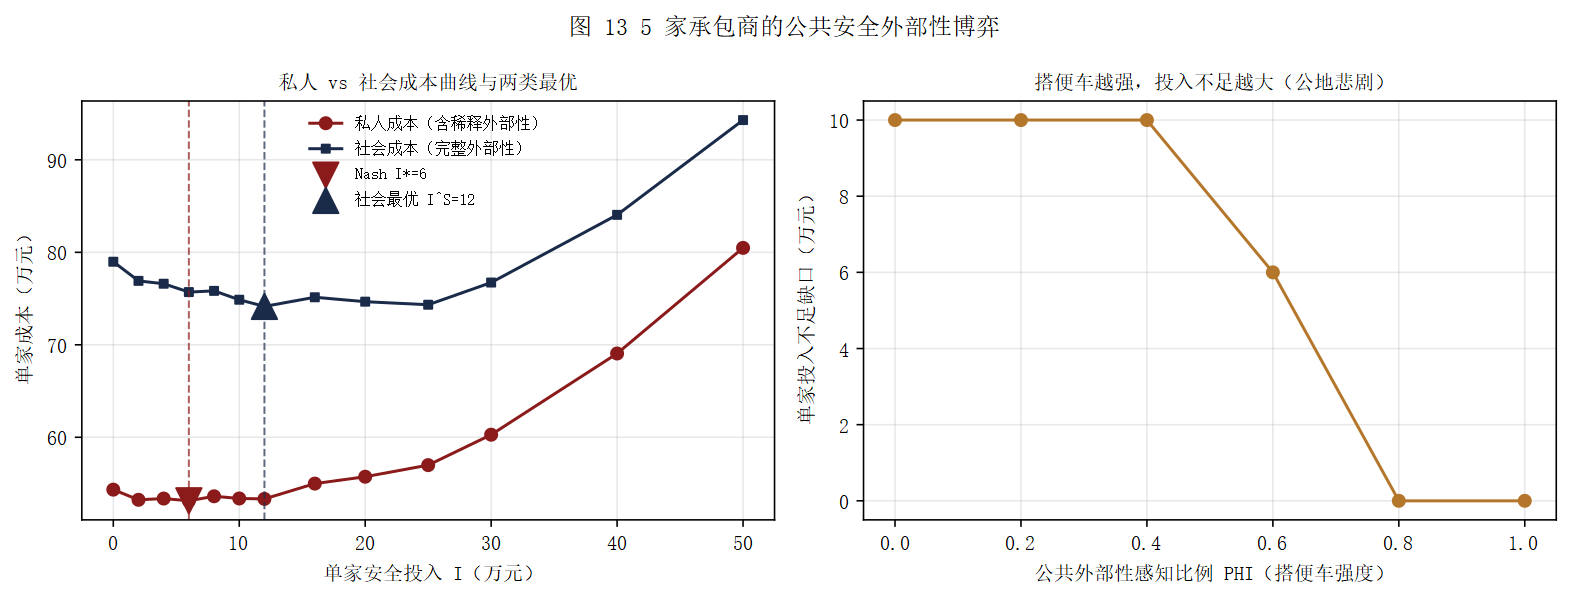 图 13 5 家承包商的公共安全外部性博弈
私人 vs 社会成本曲线与两类最优
私人成本（含稀释外部性）
社会成本（完整外部性）
Nash I*=6
社会最优 I^S=12
90
80
70
60
单家成本（万元）
0 10 20 30 40 50
单家安全投入 I（万元）
搭便车越强，投入不足越大（公地悲剧）
10
8
6
4
2
0
单家投入不足缺口（万元）
0.0 0.2 0.4 0.6 0.8 1.0
公共外部性感知比例 PHI（搭便车强度）